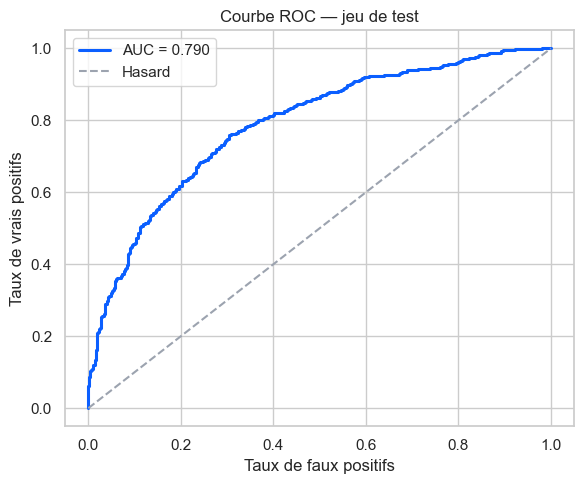 Courbe ROC — jeu de test
AUC = 0.790
Hasard
Taux de vrais positifs
1.0
0.8
0.6
0.4
0.2
0.0
0.0 0.2 0.4 0.6 0.8 1.0
Taux de faux positifs